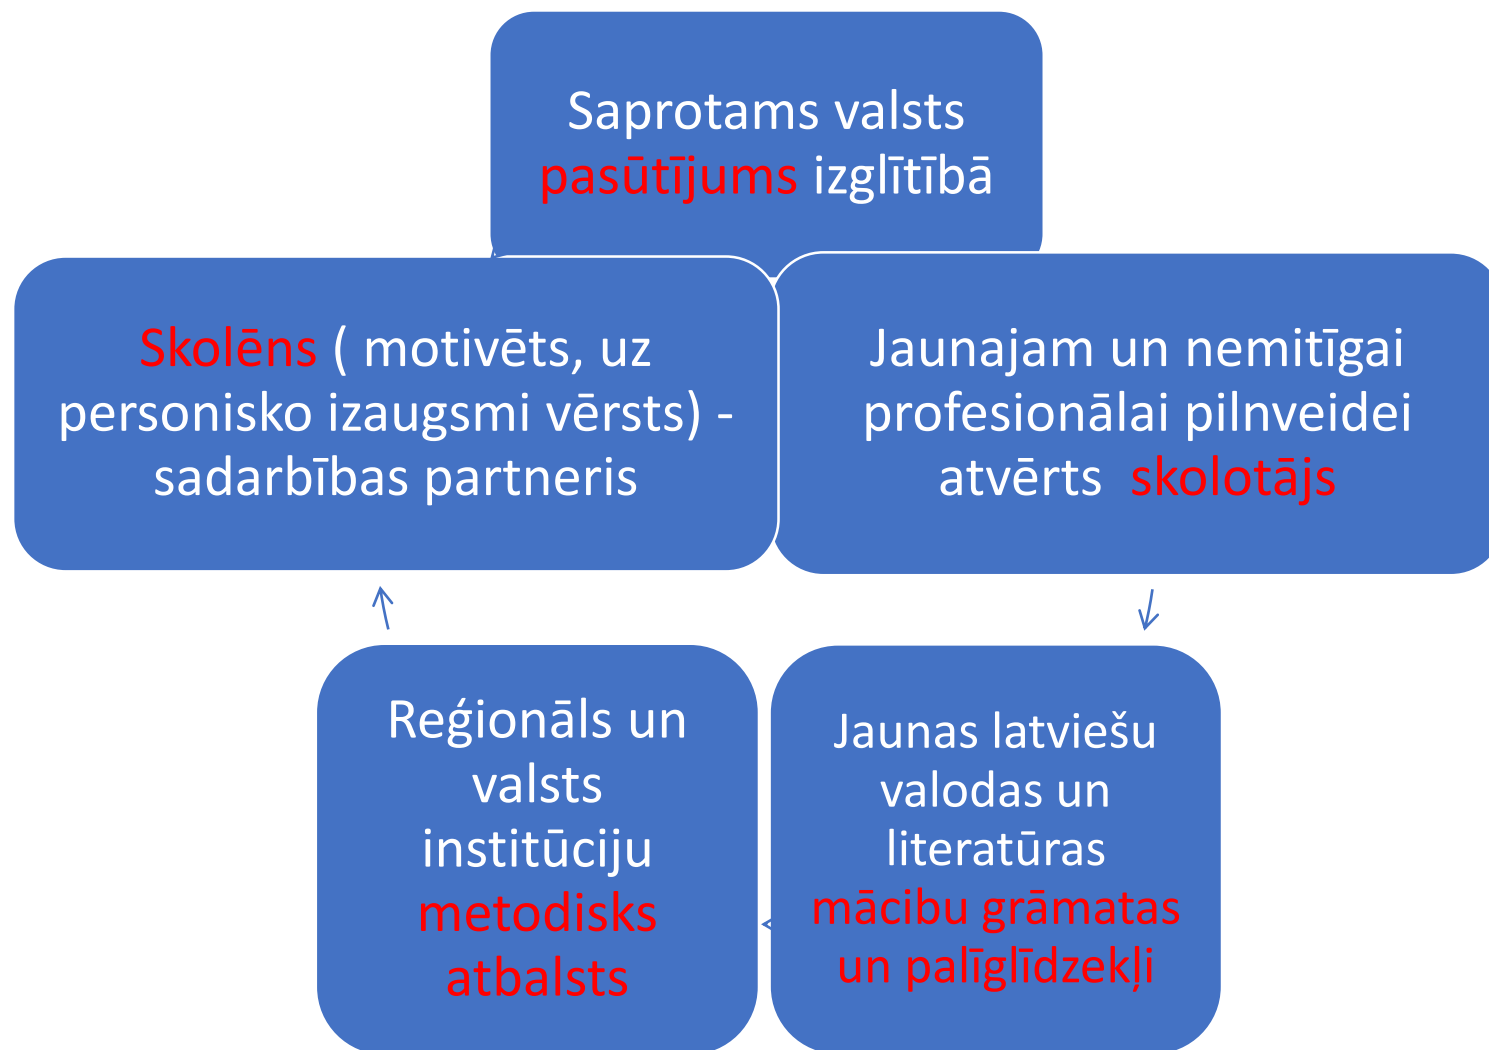 Saprotams valsts
pasūtījums izglītībā
Skolēns ( motivēts, uz
personisko izaugsmi vērsts) -
sadarbības partneris
Jaunajam un nemitīgai
profesionālai pilnveidei
atvērts skolotājs
Reģionāls un
valsts
institūciju
metodisks
atbalsts
Jaunas latviešu
valodas un
literatūras
mācibu grāmatas
un palīglīdzekļi